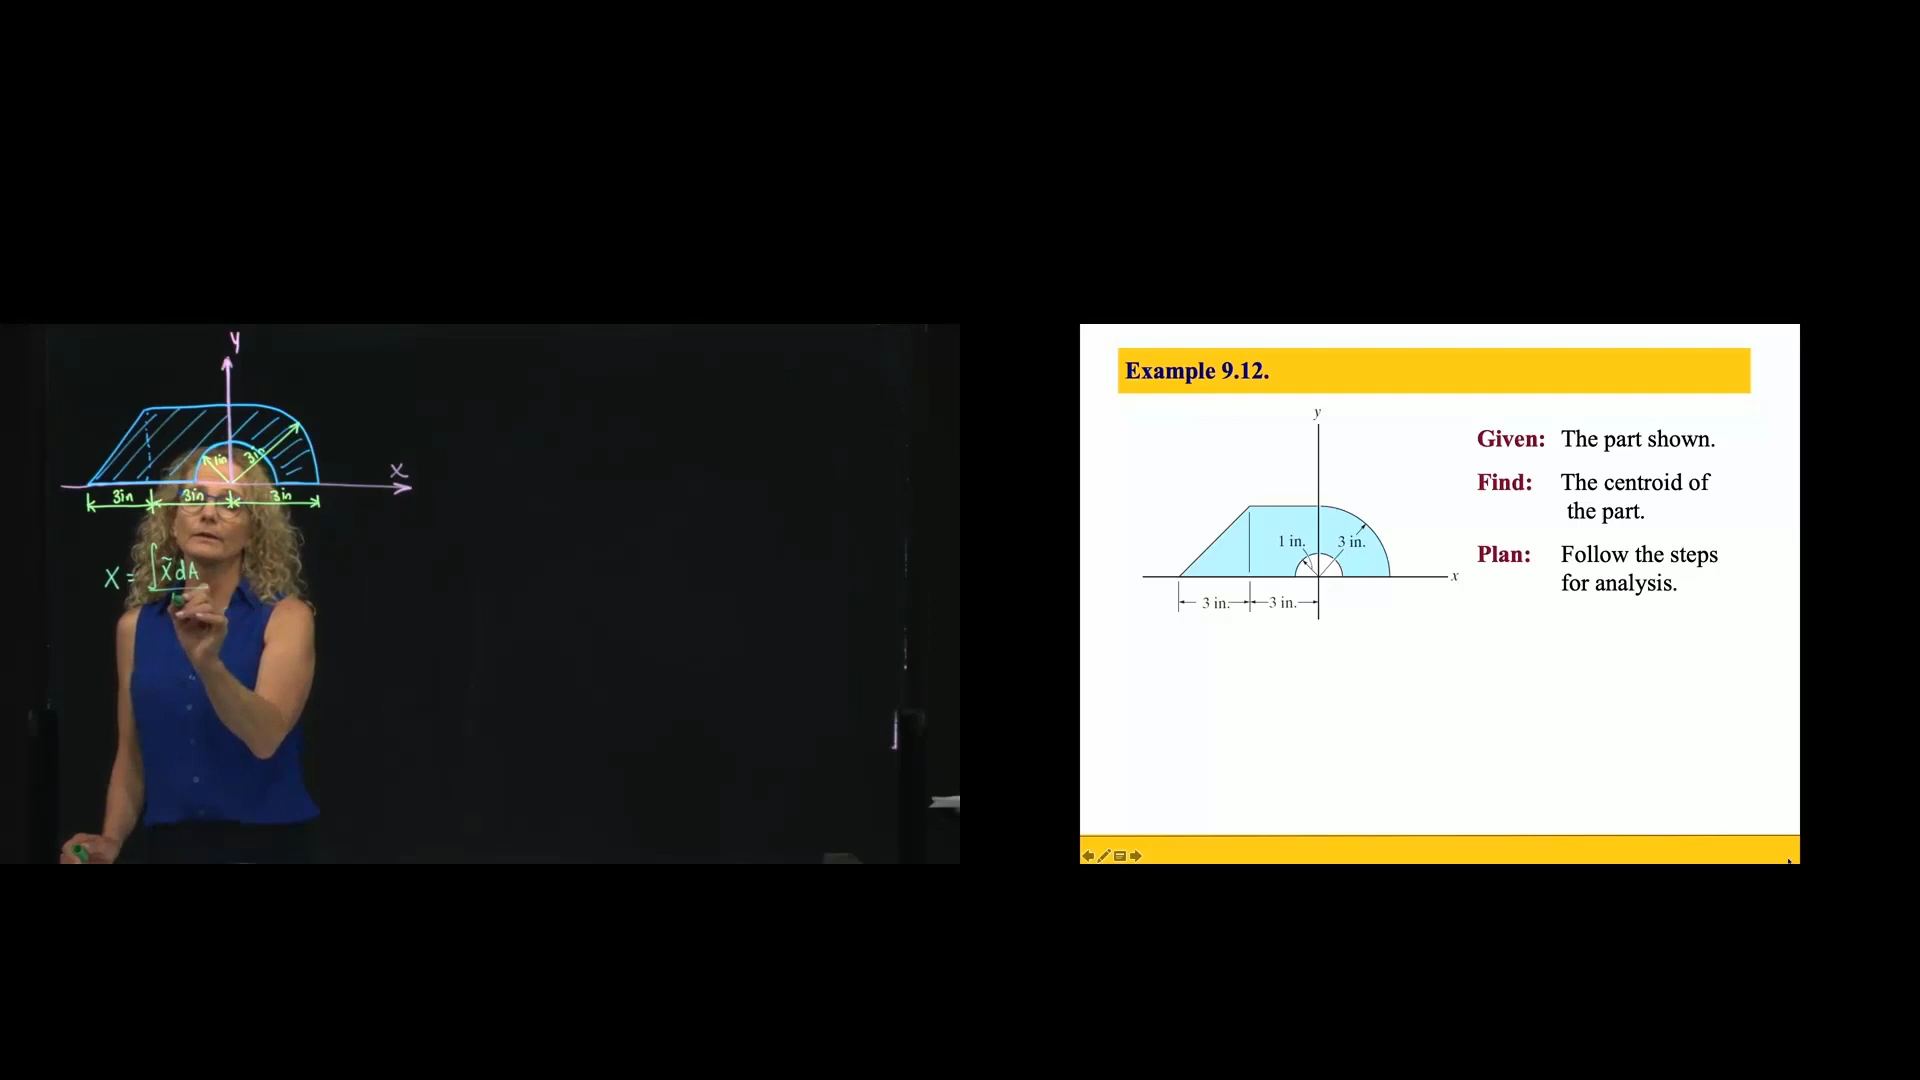 y
1in
3in
x
3in 3in 3in
X = ∫x̃dA
Example 9.12.
y
Given: The part shown.
Find: The centroid of
the part.
1 in. 3 in.
Plan: Follow the steps
x
for analysis.
3 in. 3 in.